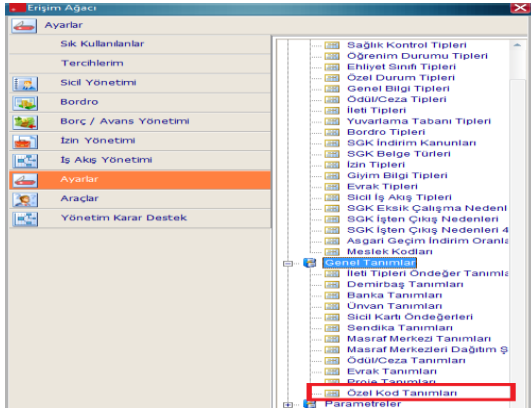 Erişim Ağacı
Ayarlar
Sık Kullanılanlar
Tercihlerim
Sicil Yönetimi
Bordro
Borç / Avans Yönetimi
İzin Yönetimi
İş Akış Yönetimi
Ayarlar
Araçlar
Yönetim Karar Destek
Sağlık Kontrol Tipleri
Öğrenim Durumu Tipleri
Ehliyet Sınıfı Tipleri
Özel Durum Tipleri
Genel Bilgi Tipleri
Ödül/Ceza Tipleri
İleti Tipleri
Yuvarlama Tabanı Tipleri
Bordro Tipleri
SGK İndirim Kanunları
SGK Belge Türleri
İzin Tipleri
Giyim Bilgi Tipleri
Evrak Tipleri
Sicil İş Akış Tipleri
SGK Eksik Çalışma Nedenl
SGK İşten Çıkış Nedenleri
SGK İşten Çıkış Nedenleri 4
Asgari Geçim İndirim Oranla
Meslek Kodları
Genel Tanımlar
İleti Tipleri Öndeğer Tanımla
Demirbaş Tanımları
Banka Tanımları
Ünvan Tanımları
Sicil Kartı Öndeğerleri
Sendika Tanımları
Masraf Merkezi Tanımları
Masraf Merkezleri Dağıtım Ş
Ödül/Ceza Tanımları
Evrak Tanımları
Proje Tanımları
Özel Kod Tanımları
Parametreler